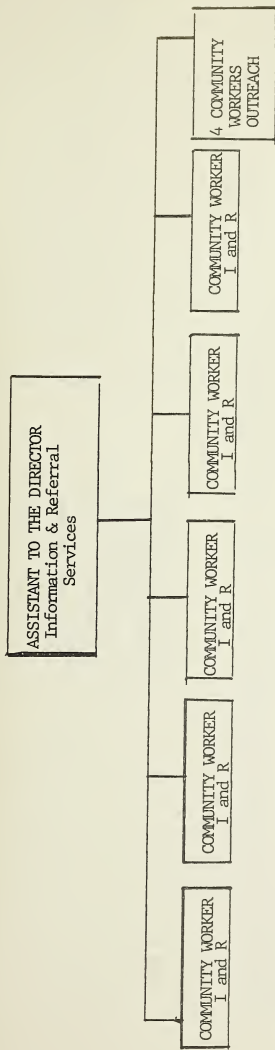 ASSISTANT TO THE DIRECTOR
Information & Referral
Services
COMMUNITY WORKER
I and R
COMMUNITY WORKER
I and R
COMMUNITY WORKER
I and R
COMMUNITY WORKER
I and R
COMMUNITY WORKER
I and R
4 COMMUNITY
WORKERS
OUTREACH